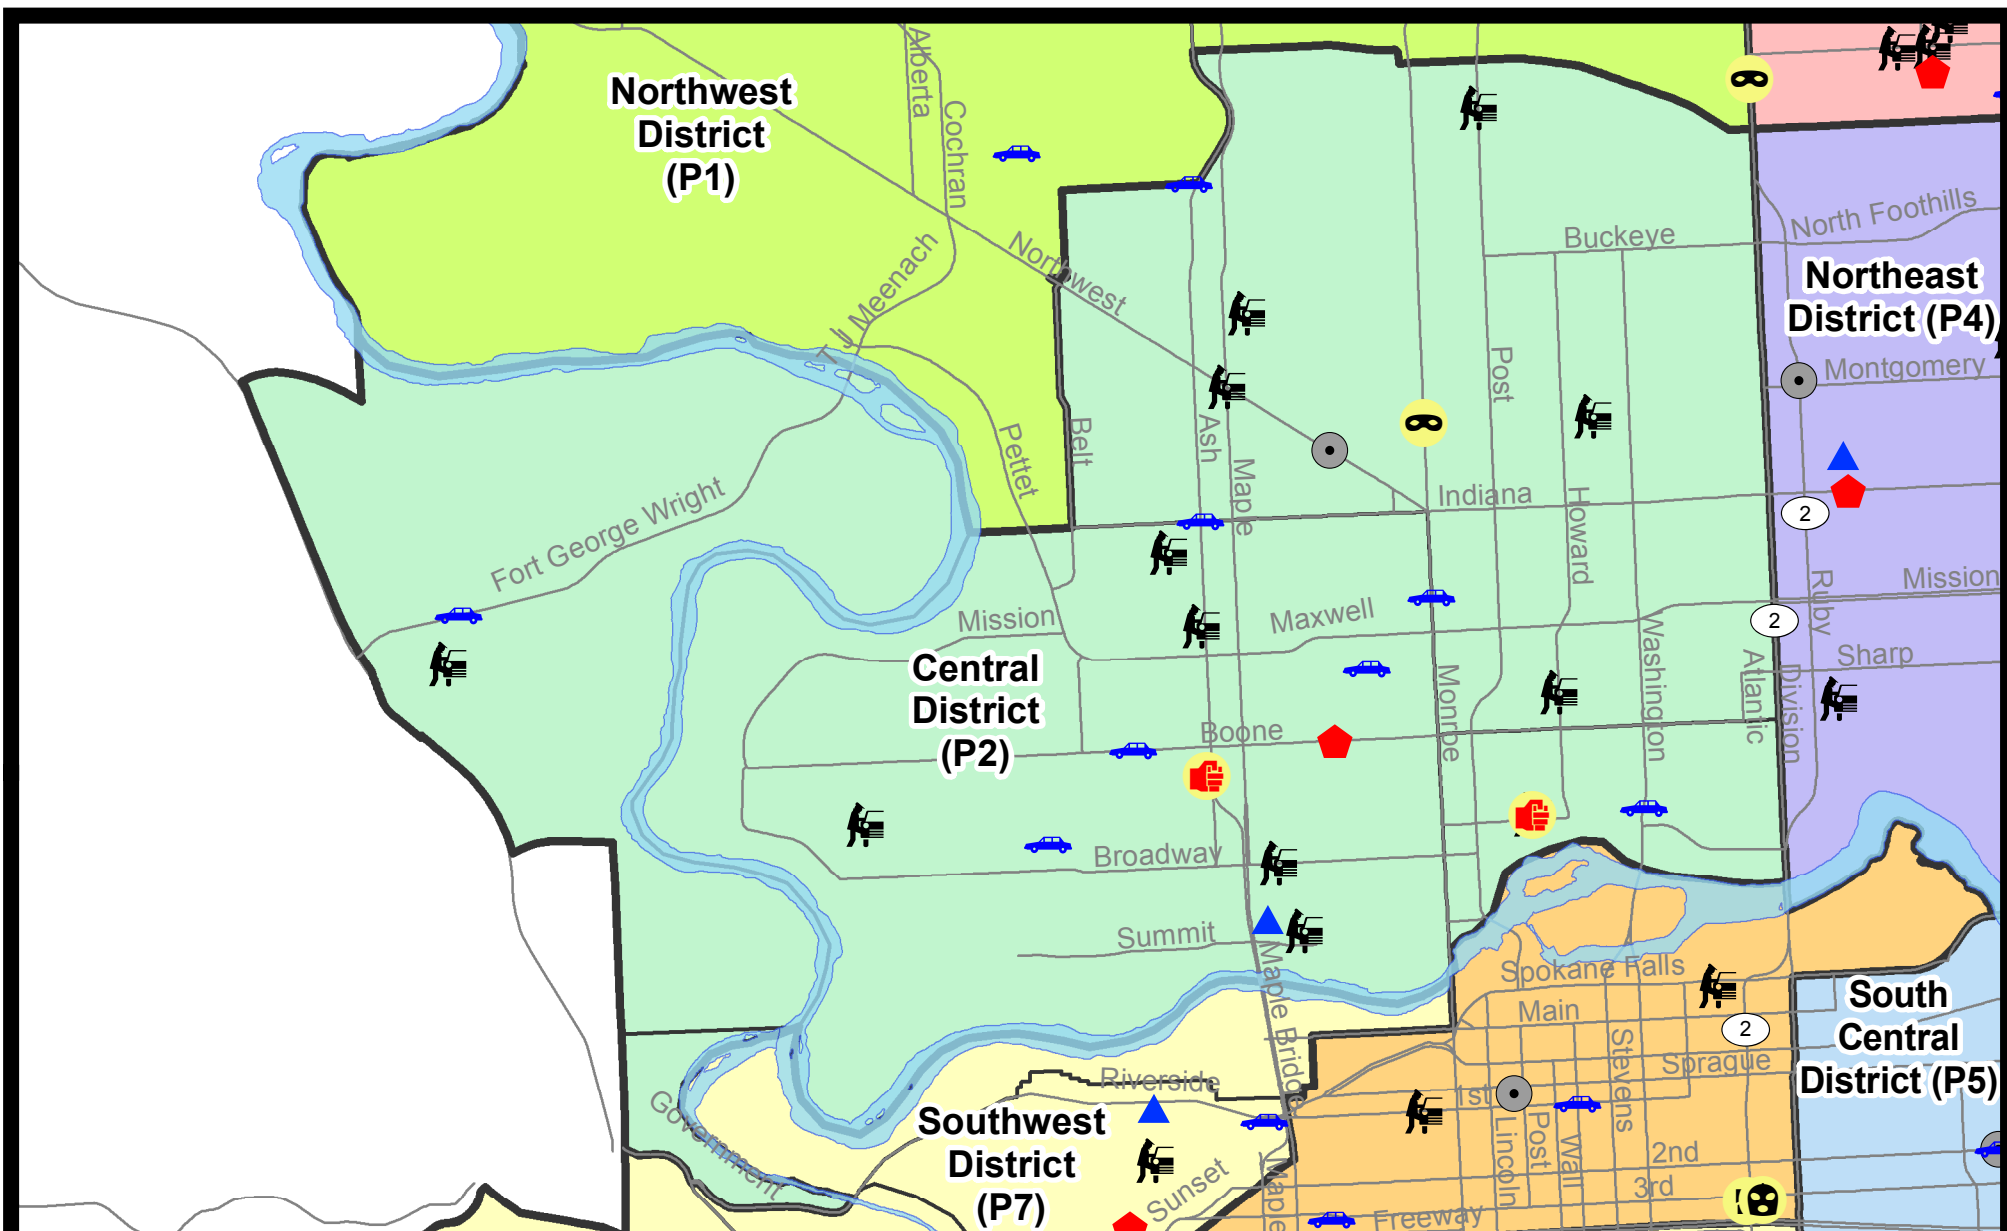 Alberta
Cochran
Northwest
District
(P1)
North Foothills
Buckeye
Northwest
T J Meenach
Northeast
District (P4)
Post
Montgomery
Belt
Ash
Pettet
Maple
Indiana
Howard
2
Fort George Wright
Mission
Ruby
Mission
Maxwell
2
Washington
Sharp
Central
District
(P2)
Monroe
Atlantic
Division
Boone
Broadway
Summit
Maple Bridge
Spokane Falls
Main
2
South
Central
District (P5)
Stevens
Sprague
Riverside
1st
Government
Southwest
District
(P7)
Lincoln
Post
Wall
2nd
3rd
Sunset
Maple
Freeway